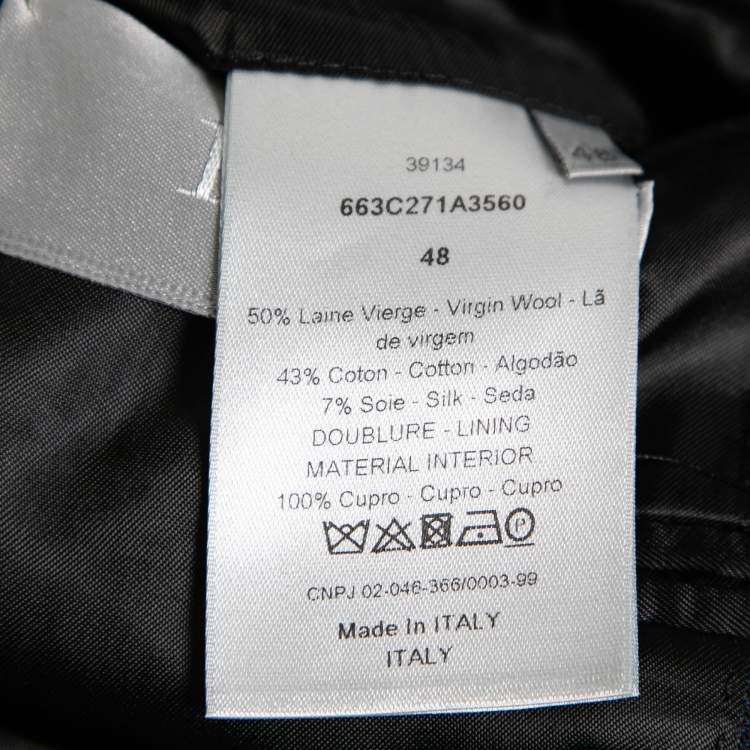 48
39134
663C271A3560
48
50% Laine Vierge - Virgin Wool - Lã
de virgem
43% Coton - Cotton - Algodão
7% Soie - Silk - Seda
DOUBLURE - LINING
MATERIAL INTERIOR
100% Cupro - Cupro - Cupro
P
CNPJ 02-046-366/0003-99
Made In ITALY
ITALY